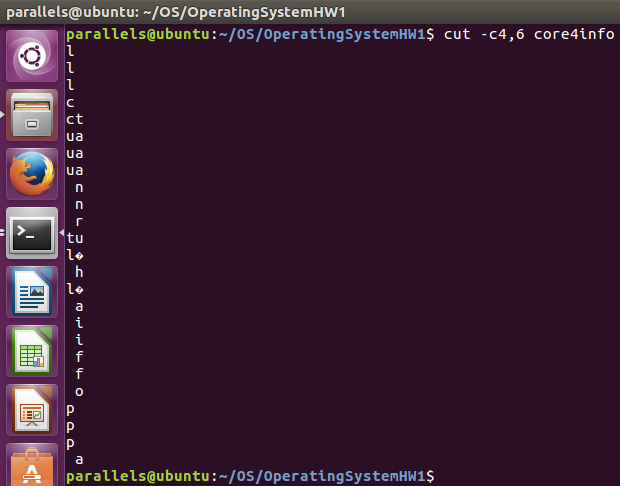 parallels@ubuntu: ~/OS/OperatingSystemHW1
parallels@ubuntu:~/OS/OperatingSystemHW1$ cut -c4,6 core4info
l
l
l
c
ct
ua
ua
ua
 n
 n
 r
tu
l�
 h
l�
 a
 i
 i
 f
 f
 o
p
p
p
 a
parallels@ubuntu:~/OS/OperatingSystemHW1$